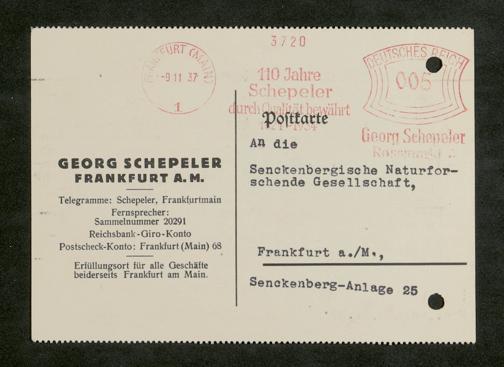 3720
FRANKFURT (MAIN)
-9 11 37
1
110 Jahre
Schepeler
durch Qualität bewährt
1824-1934
DEUTSCHES REICH
005
Georg Schepeler
Postkarte
GEORG SCHEPELER
FRANKFURT A. M.
Telegramme: Schepeler, Frankfurtmain
Fernsprecher:
Sammelnummer 20291
Reichsbank-Giro-Konto
Postscheck-Konto: Frankfurt (Main) 68
Erfüllungsort für alle Geschäfte
beiderseits Frankfurt am Main.
An die
Senckenbergische Naturfor-
schende Gesellschaft,
Frankfurt a./M.,
Senckenberg-Anlage 25